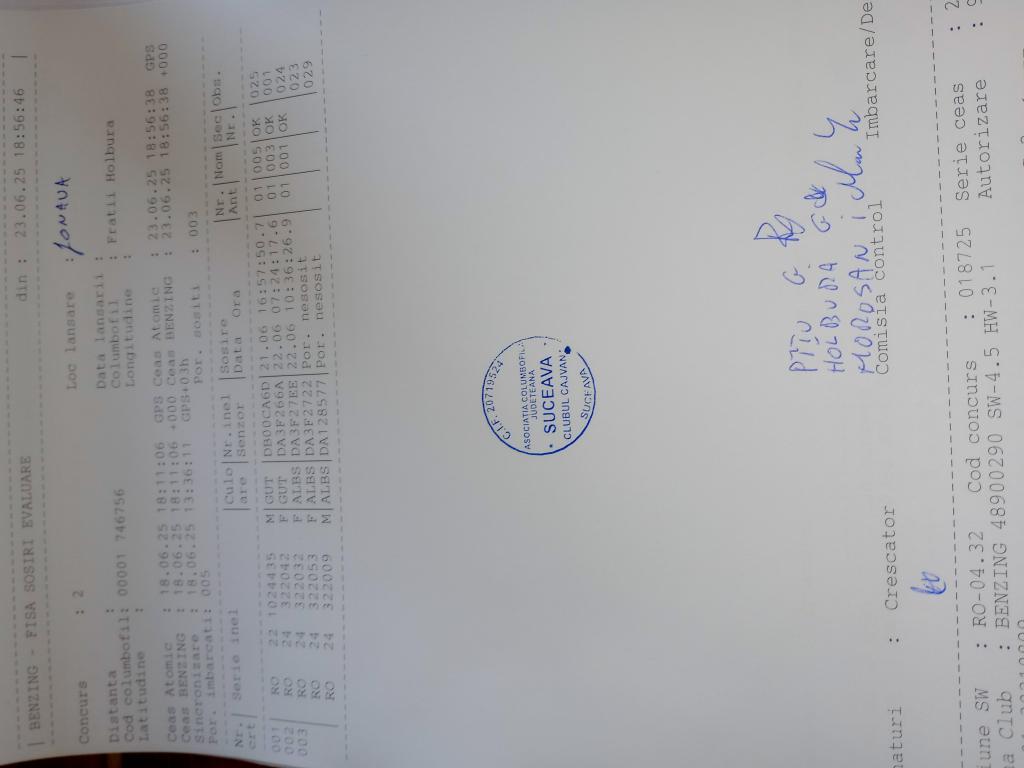 | BENZING - FISA SOSIRI EVALUARE din : 23.06.25 18:56:46 |
Concurs : 2 Loc lansare : JONAVA
Distanta : Data lansarii :
Cod columbofil: 00001 746756 Columbofil : Fratii Holbura
Latitudine : Longitudine :
Ceas Atomic : 18.06.25 18:11:06 GPS Ceas Atomic : 23.06.25 18:56:38 GPS
Ceas BENZING : 18.06.25 18:11:06 +000 Ceas BENZING : 23.06.25 18:56:38 +000
Sincronizare : 18.06.25 13:36:11 GPS+03h
Por. imbarcati: 005 Por. sositi : 003
Nr.| Serie inel |Culo |Nr.inel |Sosire |Nr. |Nom |Sec |Obs.
crt| |are |Senzor |Data Ora |Ant | |Nr. |
001 | RO 22 1024435 M |GUT |DB00CA6D |21.06 16:57:50.7 | 01 |005 |OK |025
002 | RO 24 322042 F |GUT |DA3F266A |22.06 07:24:17.6 | 01 |003 |OK |001
003 | RO 24 322032 F |ALBS |DA3F27EE |22.06 10:36:26.9 | 01 |001 |OK |024
| RO 24 322053 F |ALBS |DA3F2722 |Por. nesosit |023
| RO 24 322009 M |ALBS |DA128577 |Por. nesosit |029
C.I.F. 20719524
ASOCIATIA COLUMBOFILA
JUDETEANA
* SUCEAVA
CLUBUL CAJVANA
SUCEAVA
HOLBURA G
MOROSAN i
naturi : Crescator Comisia control Imbarcare/De
iune SW : RO-04.32 Cod concurs : 018725 Serie ceas : 2
a Club : BENZING 48900290 SW-4.5 HW-3.1 Autorizare :